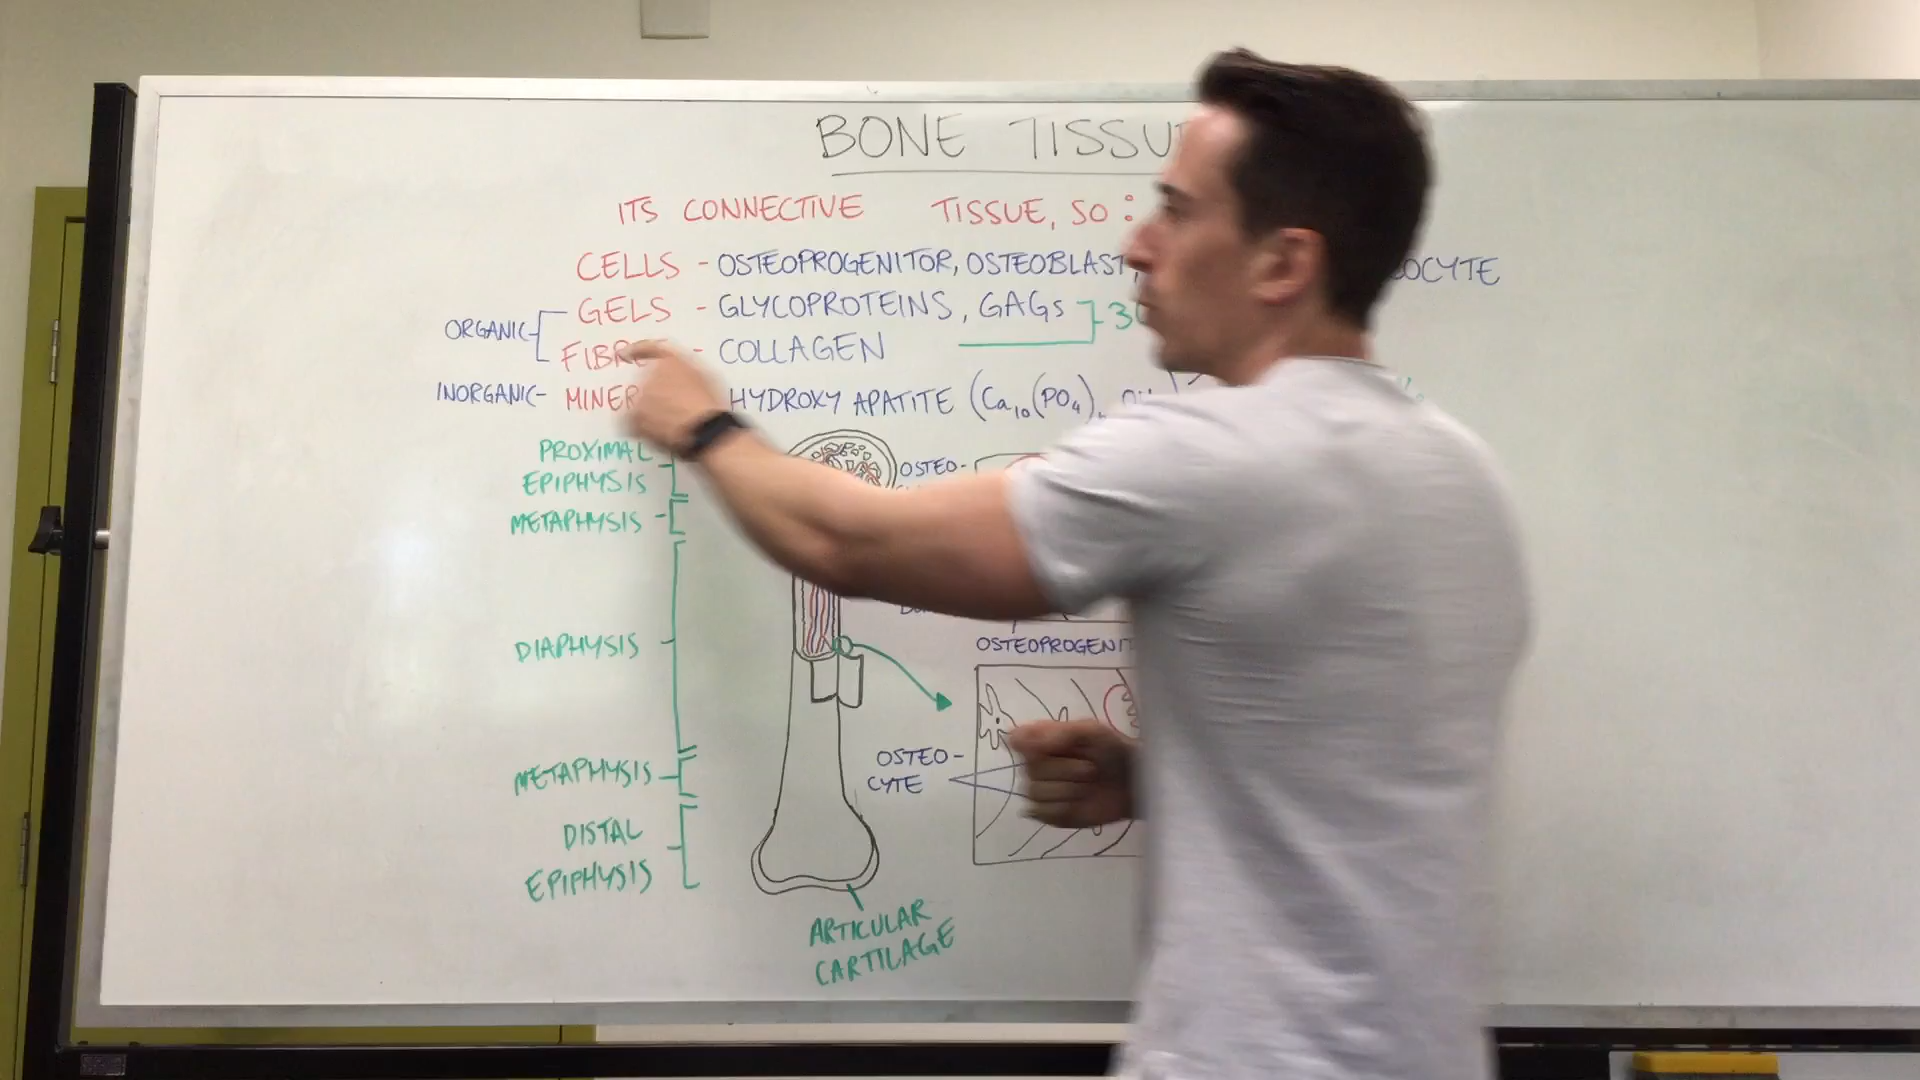 BONE TISSU
ITS CONNECTIVE TISSUE, SO :
CELLS - OSTEOPROGENITOR, OSTEOBLAST, OCYTE
ORGANIC
GELS - GLYCOPROTEINS, GAGs
FIBRE - COLLAGEN
INORGANIC- MINER HYDROXY APATITE (Ca10(PO4)
PROXIMAL
EPIPHYSIS
METAPHYSIS
DIAPHYSIS
METAPHYSIS
DISTAL
EPIPHYSIS
OSTEO-
OSTEOPROGENIT
OSTEO-
CYTE
ARTICULAR
CARTILAGE